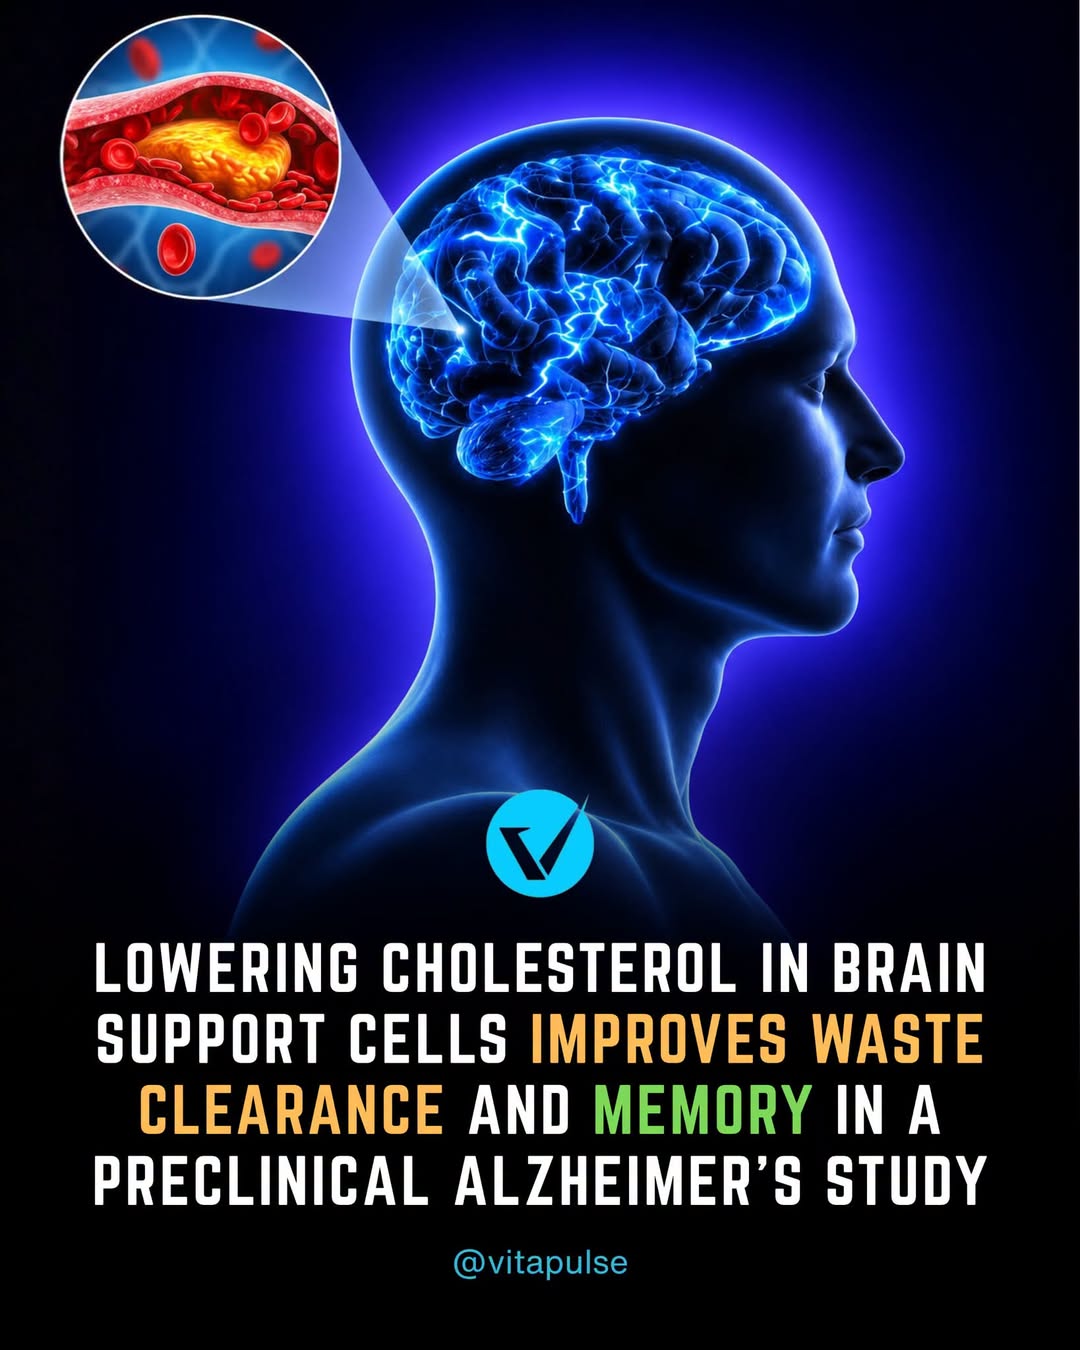 LOWERING CHOLESTEROL IN BRAIN
SUPPORT CELLS IMPROVES WASTE
CLEARANCE AND MEMORY IN A
PRECLINICAL ALZHEIMER’S STUDY
@vitapulse